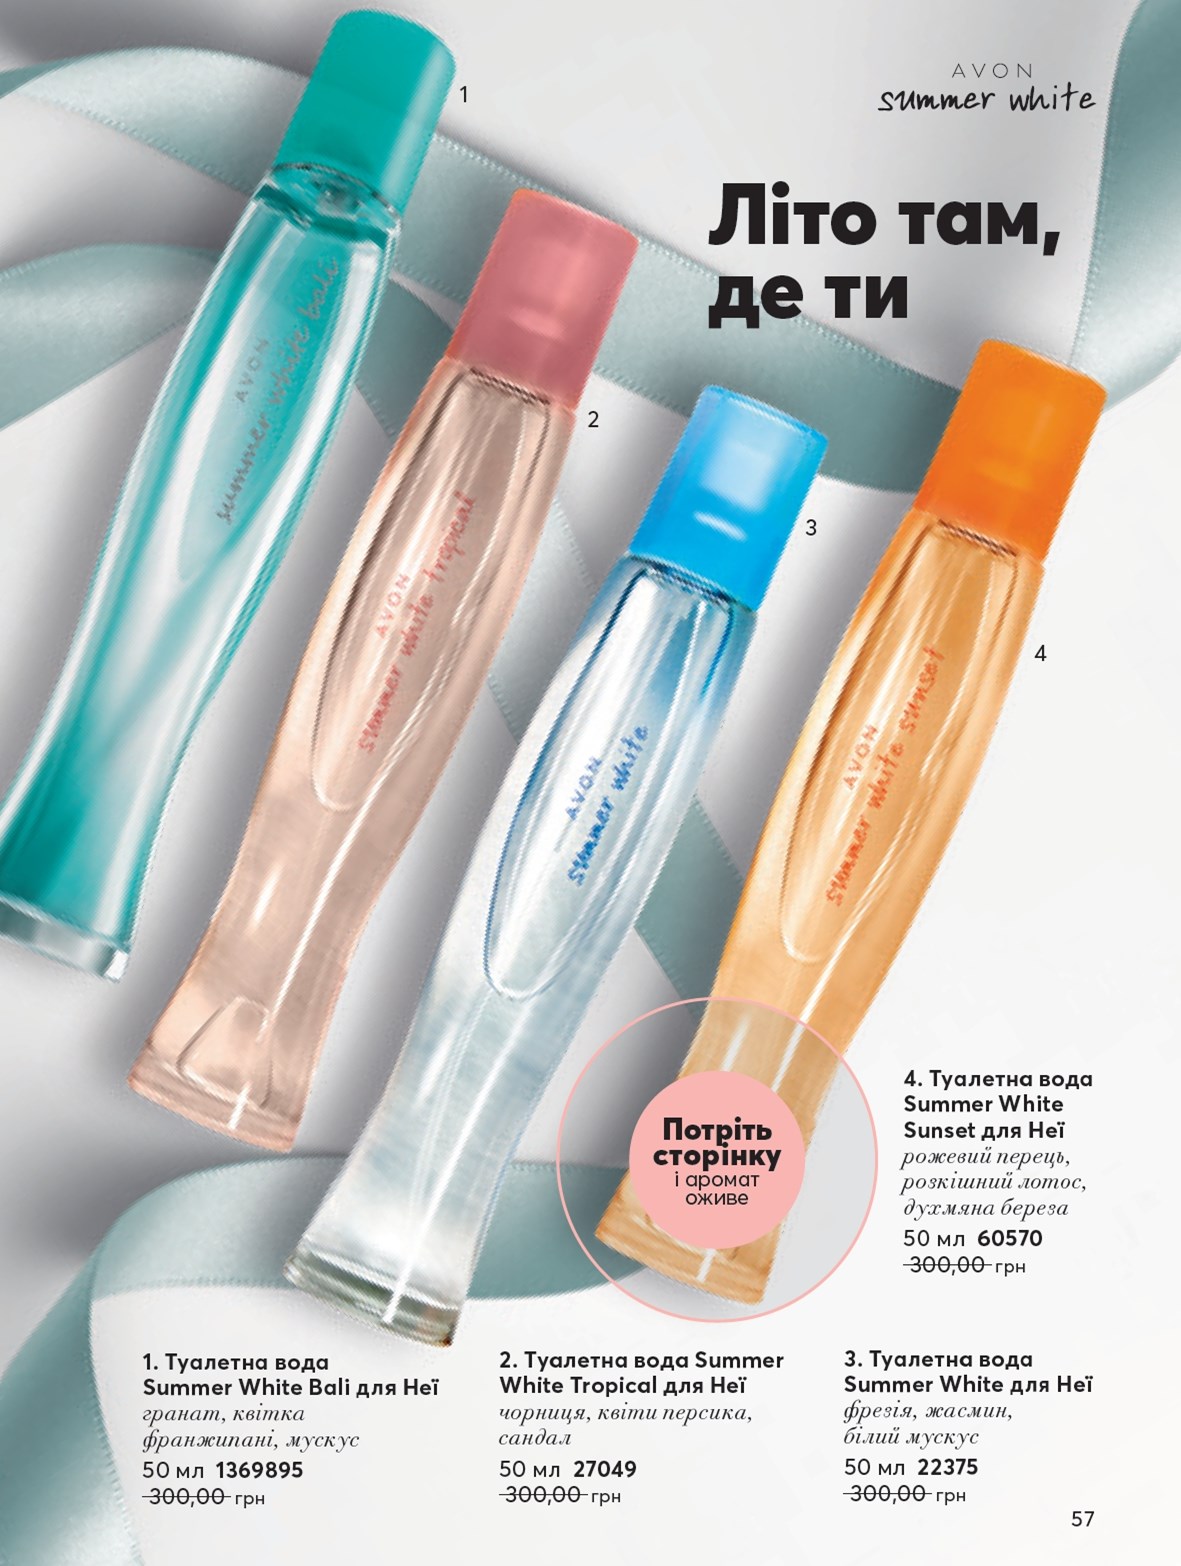 AVON
summer white
Літо там,
де ти
1
2
3
4
AVON
summer white bali
AVON
summer white tropical
AVON
summer white
AVON
summer white sunset
Потріть
сторінку
і аромат
оживе
4. Туалетна вода
Summer White
Sunset для Неї
рожевий перець,
розкішний лотос,
духмяна береза
50 мл 60570
300,00 грн
1. Туалетна вода
Summer White Bali для Неї
гранат, квітка
франжипані, мускус
50 мл 1369895
300,00 грн
2. Туалетна вода Summer
White Tropical для Неї
чорниця, квіти персика,
сандал
50 мл 27049
300,00 грн
3. Туалетна вода
Summer White для Неї
фрезія, жасмин,
білий мускус
50 мл 22375
300,00 грн
57